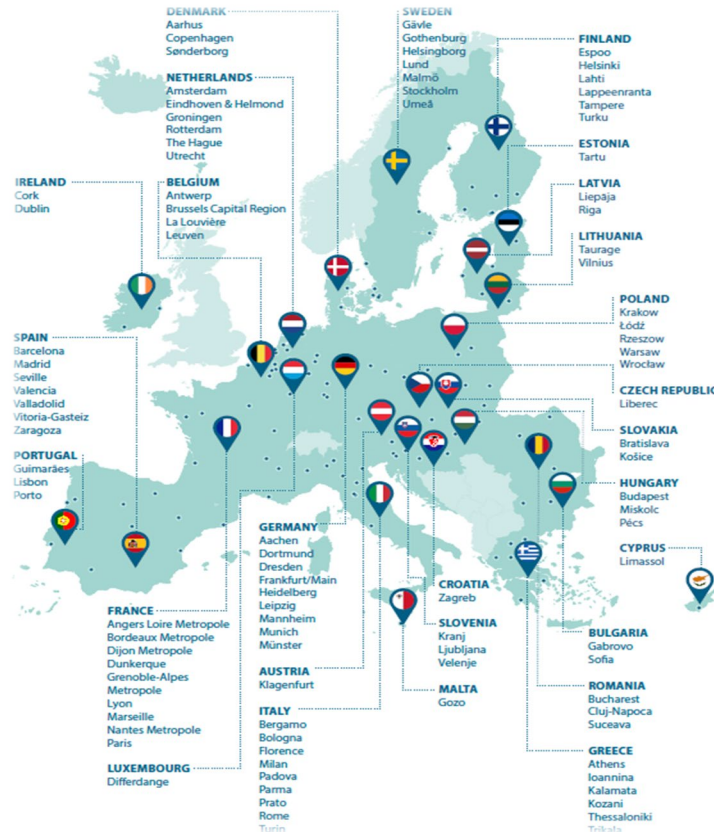 DENMARK
Aarhus
Copenhagen
Sønderborg
SWEDEN
Gävle
Gothenburg
Helsingborg
Lund
Malmö
Stockholm
Umeå
FINLAND
Espoo
Helsinki
Lahti
Lappeenranta
Tampere
Turku
NETHERLANDS
Amsterdam
Eindhoven & Helmond
Groningen
Rotterdam
The Hague
Utrecht
ESTONIA
Tartu
IRELAND
Cork
Dublin
BELGIUM
Antwerp
Brussels Capital Region
La Louvière
Leuven
LATVIA
Liepāja
Riga
LITHUANIA
Taurage
Vilnius
POLAND
Krakow
Łódź
Rzeszow
Warsaw
Wrocław
SPAIN
Barcelona
Madrid
Seville
Valencia
Valladolid
Vitoria-Gasteiz
Zaragoza
CZECH REPUBLIC
Liberec
SLOVAKIA
Bratislava
Košice
PORTUGAL
Guimarães
Lisbon
Porto
HUNGARY
Budapest
Miskolc
Pécs
GERMANY
Aachen
Dortmund
Dresden
Frankfurt/Main
Heidelberg
Leipzig
Mannheim
Munich
Münster
CYPRUS
Limassol
CROATIA
Zagreb
FRANCE
Angers Loire Metropole
Bordeaux Metropole
Dijon Metropole
Dunkerque
Grenoble-Alpes
Metropole
Lyon
Marseille
Nantes Metropole
Paris
SLOVENIA
Kranj
Ljubljana
Velenje
BULGARIA
Gabrovo
Sofia
AUSTRIA
Klagenfurt
MALTA
Gozo
ROMANIA
Bucharest
Cluj-Napoca
Suceava
ITALY
Bergamo
Bologna
Florence
Milan
Padova
Parma
Prato
Rome
Turin
GREECE
Athens
Ioannina
Kalamata
Kozani
Thessaloniki
Trikala
LUXEMBOURG
Differdange